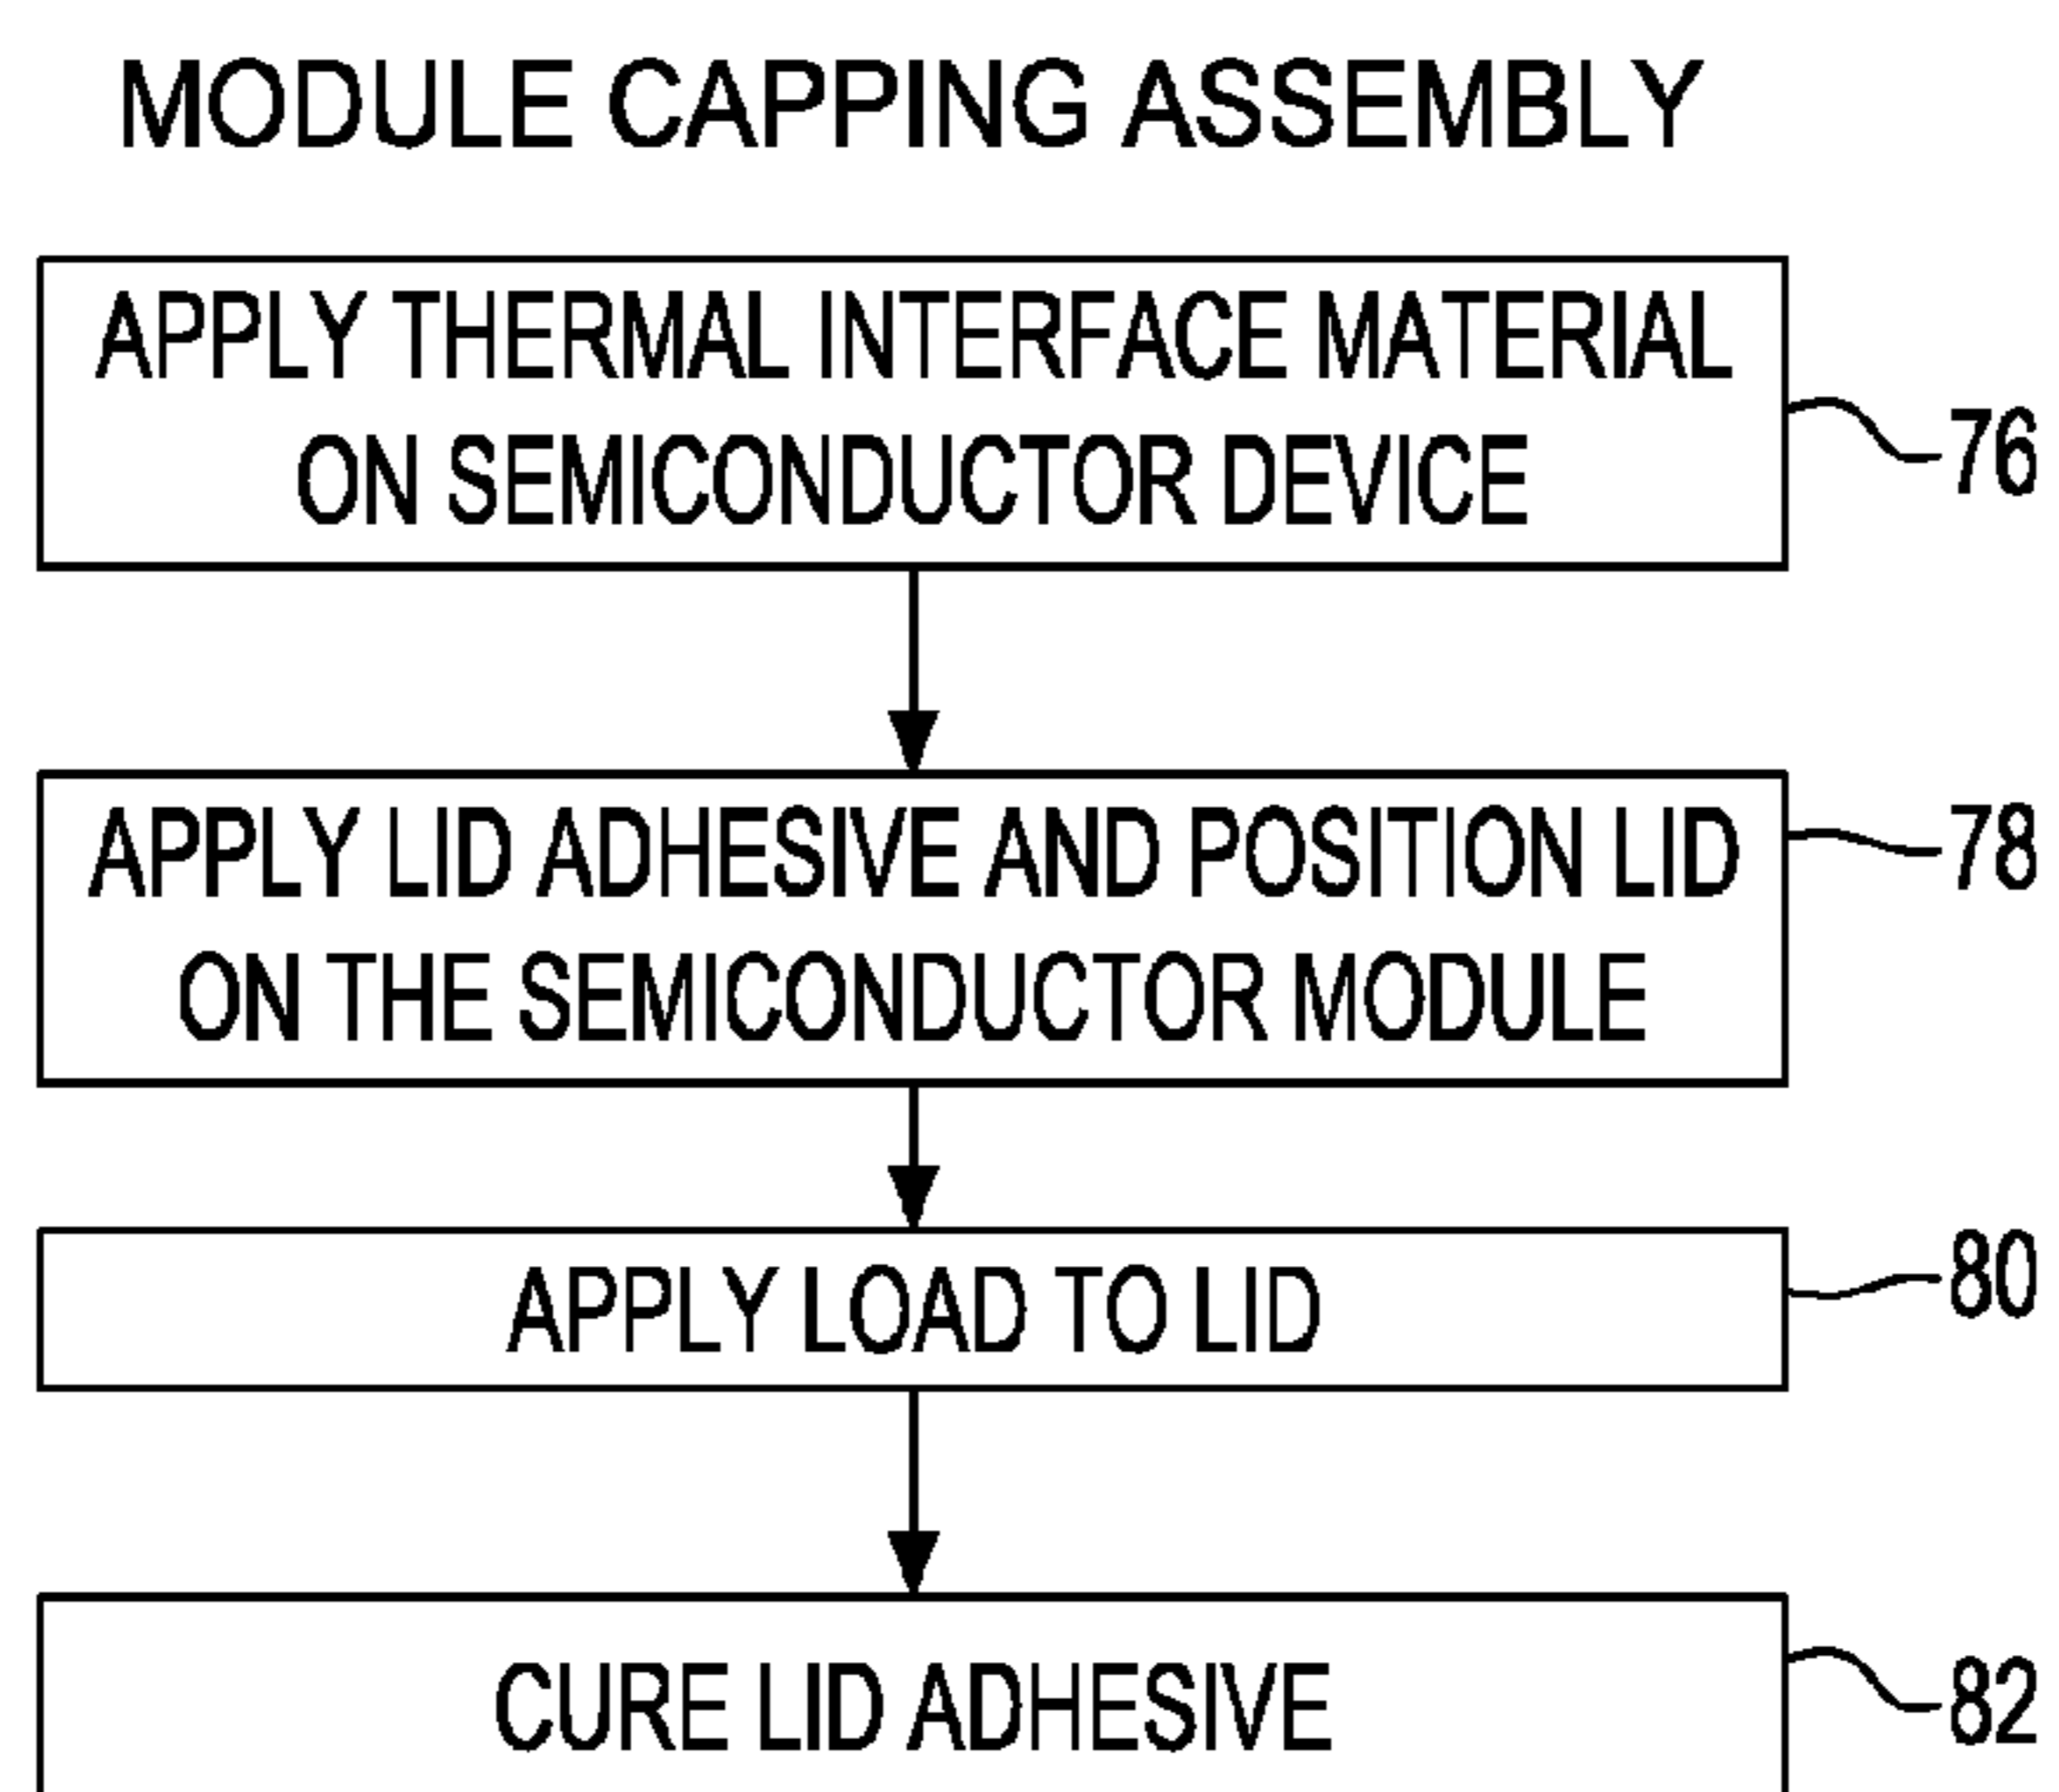 MODULE CAPPING ASSEMBLY
APPLY THERMAL INTERFACE MATERIAL
ON SEMICONDUCTOR DEVICE
76
APPLY LID ADHESIVE AND POSITION LID
ON THE SEMICONDUCTOR MODULE
78
APPLY LOAD TO LID
80
CURE LID ADHESIVE
82